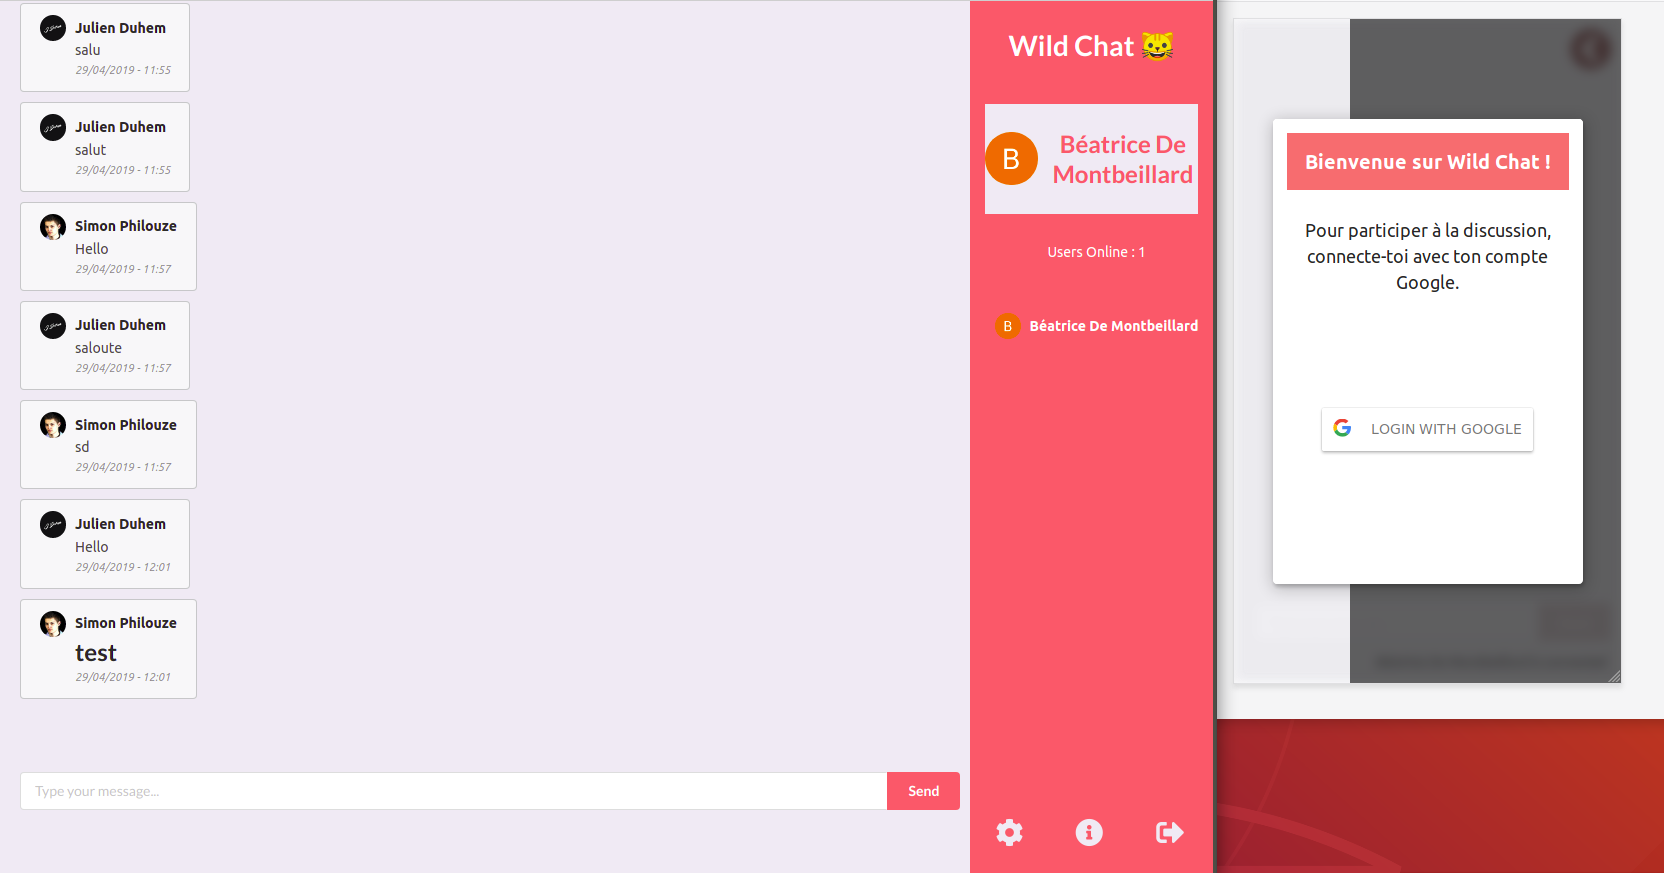 Julien Duhem
salu
29/04/2019 - 11:55
Julien Duhem
salut
29/04/2019 - 11:55
Simon Philouze
Hello
29/04/2019 - 11:57
Julien Duhem
saloute
29/04/2019 - 11:57
Simon Philouze
sd
29/04/2019 - 11:57
Julien Duhem
Hello
29/04/2019 - 12:01
Simon Philouze
test
29/04/2019 - 12:01
Type your message...
Send
Wild Chat
B
Béatrice De
Montbeillard
Users Online : 1
B Béatrice De Montbeillard
Bienvenue sur Wild Chat !
Pour participer à la discussion,
connecte-toi avec ton compte
Google.
LOGIN WITH GOOGLE